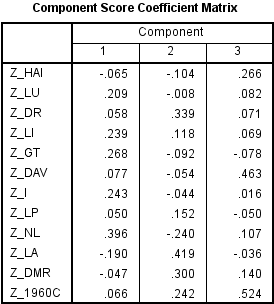 Component Score Coefficient Matrix
Component
1 2 3
Z_HAI -.065 -.104 .266
Z_LU .209 -.008 .082
Z_DR .058 .339 .071
Z_LI .239 .118 .069
Z_GT .268 -.092 -.078
Z_DAV .077 -.054 .463
Z_I .243 -.044 .016
Z_LP .050 .152 -.050
Z_NL .396 -.240 .107
Z_LA -.190 .419 -.036
Z_DMR -.047 .300 .140
Z_1960C .066 .242 .524